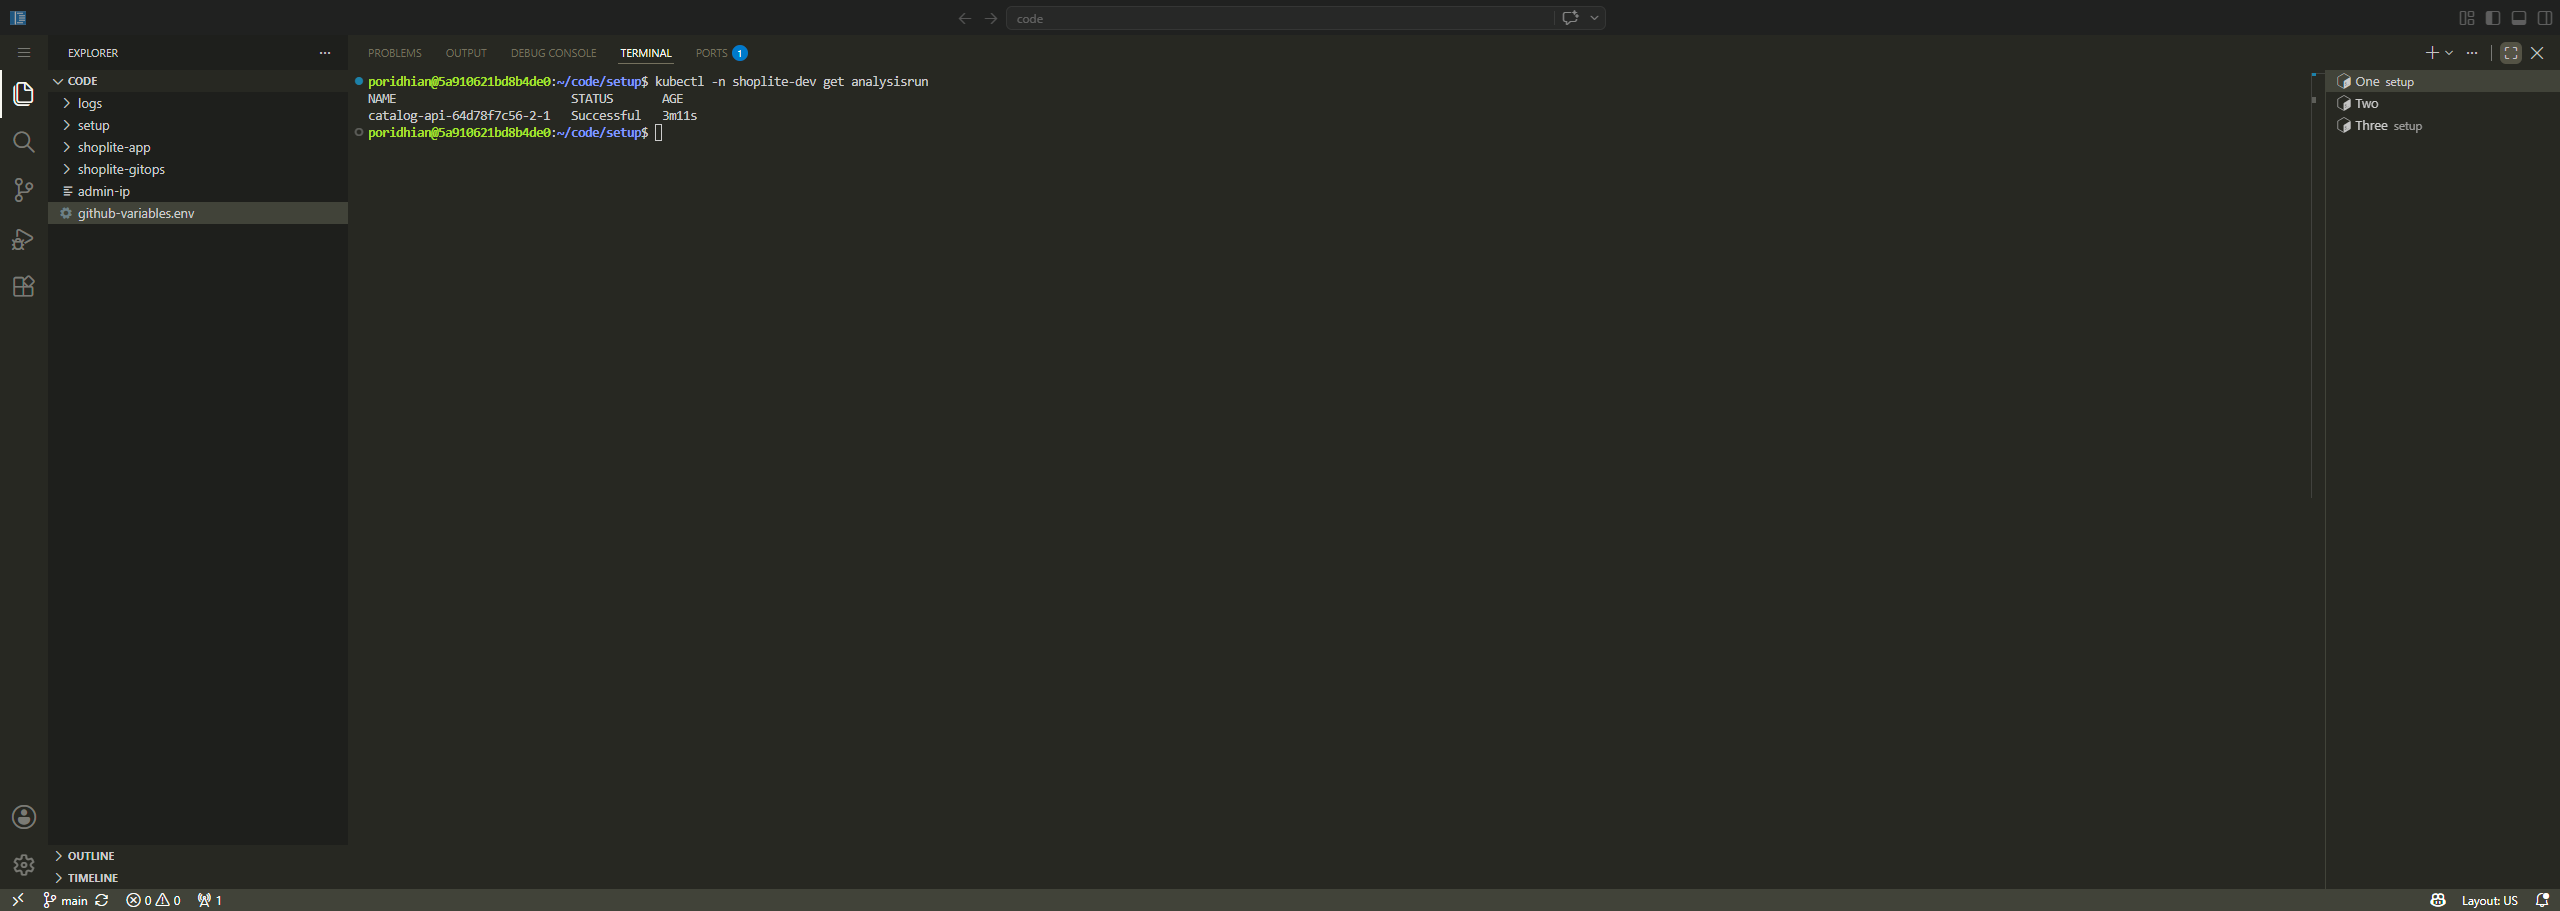 code
EXPLORER
CODE
logs
setup
shoplite-app
shoplite-gitops
admin-ip
github-variables.env
OUTLINE
TIMELINE
PROBLEMS OUTPUT DEBUG CONSOLE TERMINAL PORTS 1
poridhian@5a910621bd8b4de0:~/code/setup$ kubectl -n shoplite-dev get analysisrun
NAME STATUS AGE
catalog-api-64d78f7c56-2-1 Successful 3m11s
poridhian@5a910621bd8b4de0:~/code/setup$
One setup
Two
Three setup
main 0 0 1 Layout: US